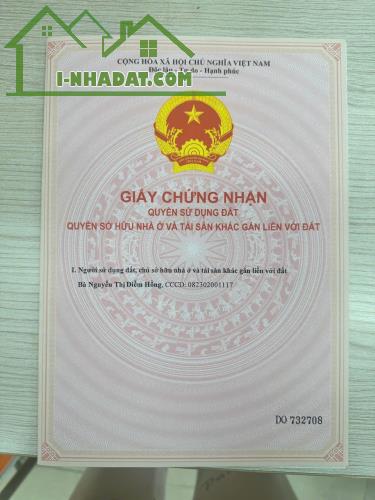 CỘNG HÒA XÃ HỘI CHỦ NGHĨA VIỆT NAM
Độc lập - Tự do - Hạnh phúc
I-NHADAT.COM
GIẤY CHỨNG NHẬN
QUYỀN SỬ DỤNG ĐẤT
QUYỀN SỞ HỮU NHÀ Ở VÀ TÀI SẢN KHÁC GẮN LIỀN VỚI ĐẤT
I. Người sử dụng đất, chủ sở hữu nhà ở và tài sản khác gắn liền với đất
Bà Nguyễn Thị Diễm Hồng, CCCD: 082302001117
DO 732708